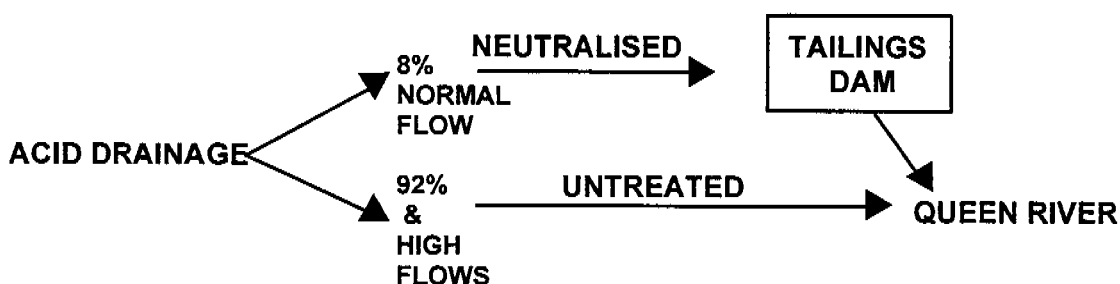 ACID DRAINAGE
8%
NORMAL
FLOW
NEUTRALISED
TAILINGS
DAM
92%
&
HIGH
FLOWS
UNTREATED
QUEEN RIVER